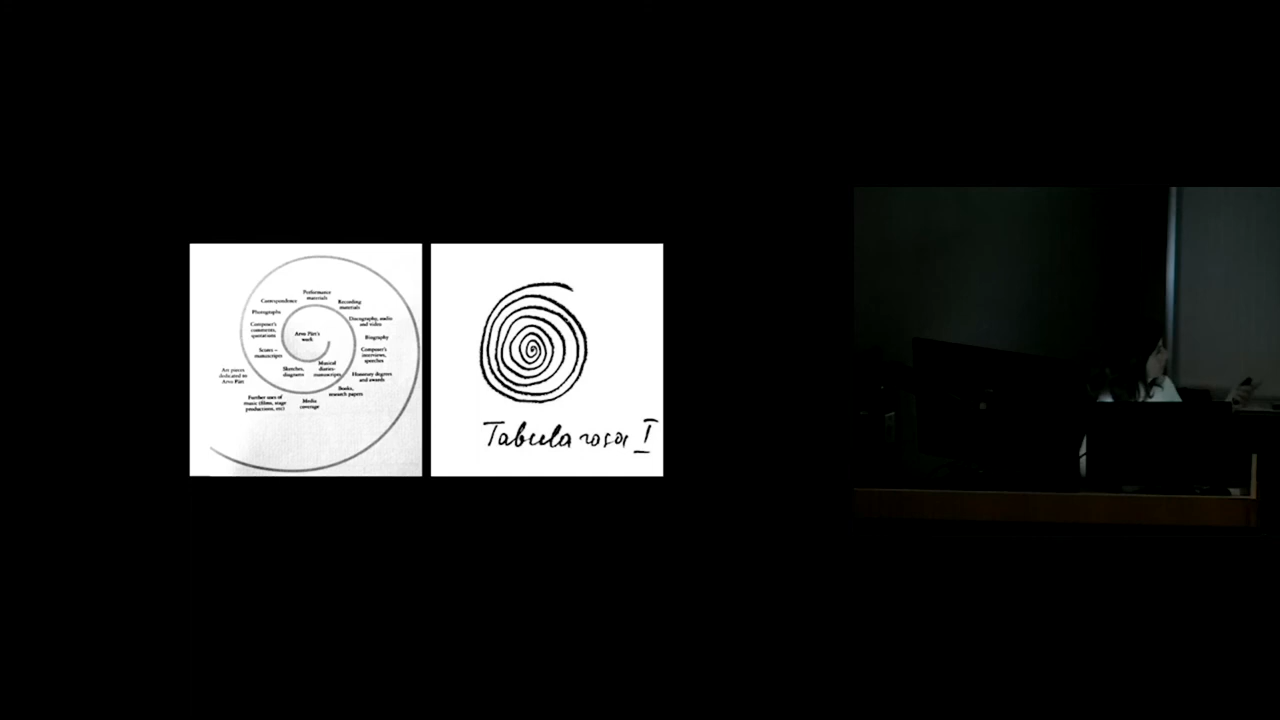 Performance
materials
Correspondence
Recording
materials
Photographs
Discography, audio
and video
Composer's
comments,
quotations
Arvo Pärt's
work
Biography
Scores –
manuscripts
Composer's
interviews,
speeches
Sketches,
diagrams
Musical
diaries-
manuscripts
Honorary degrees
and awards
Art pieces
dedicated to
Arvo Pärt
Books,
research papers
Further uses of
music (films, stage
productions, etc)
Media
coverage
Tabula rasa I